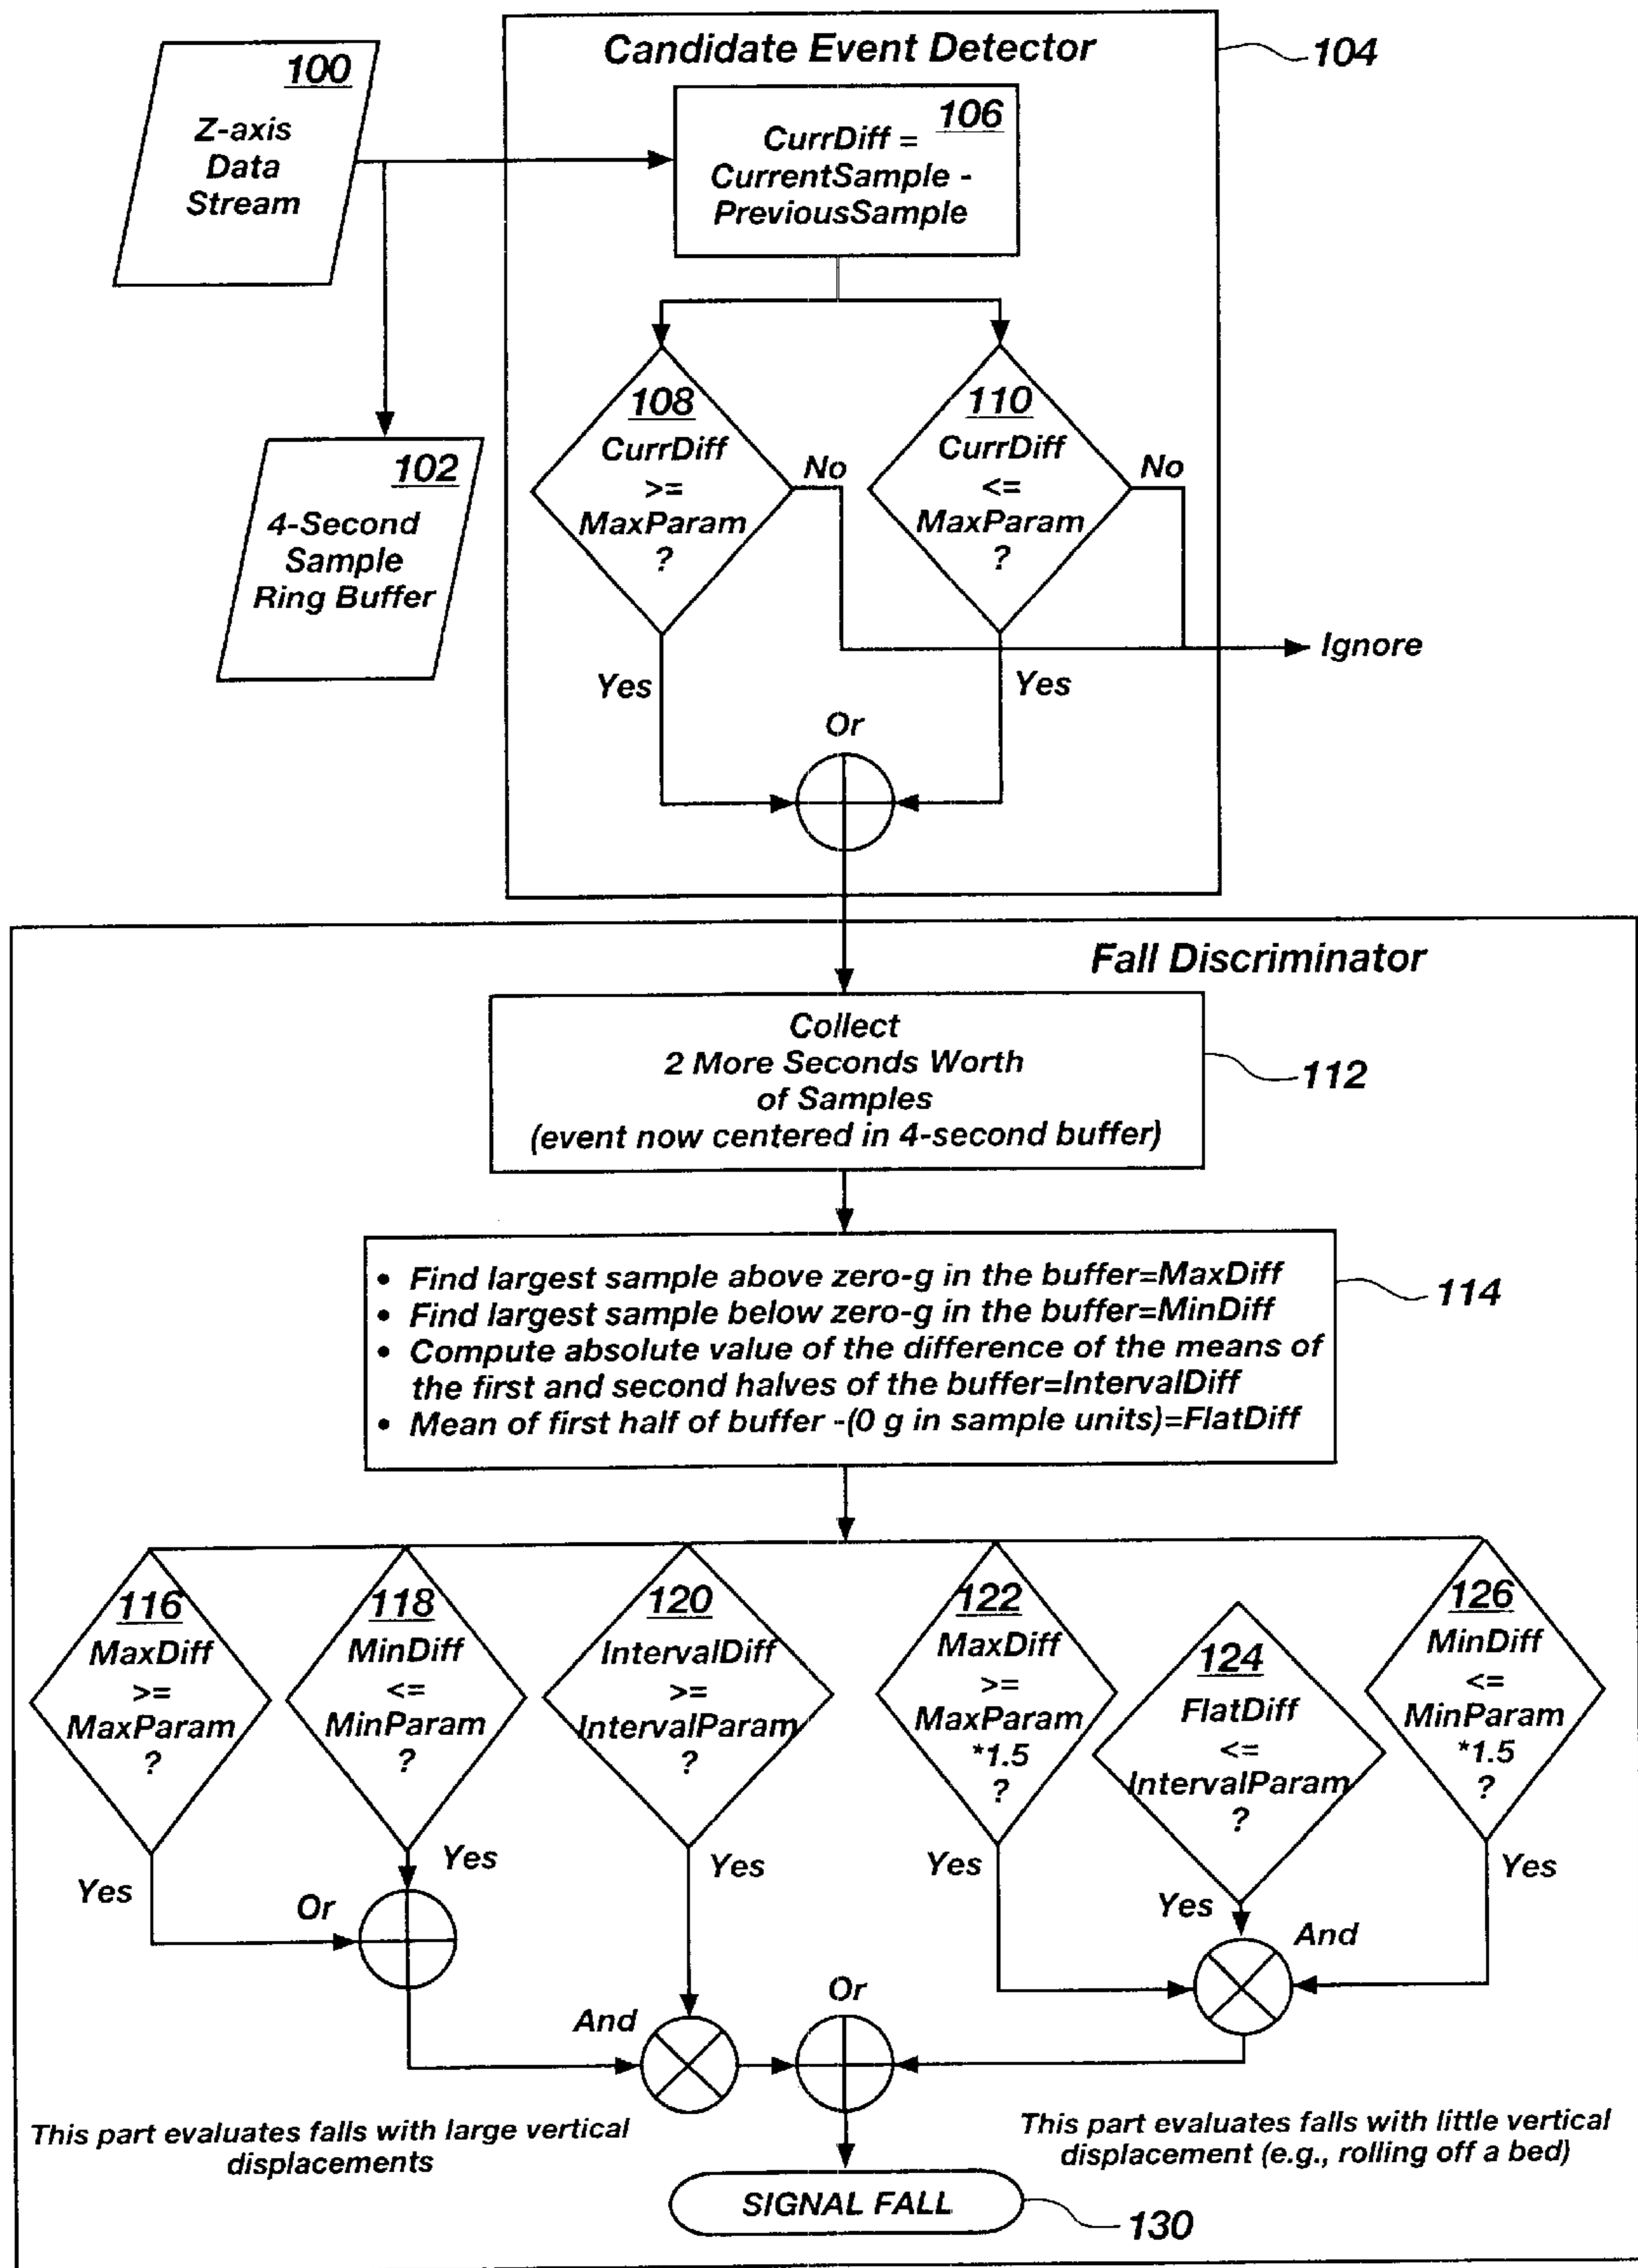 Candidate Event Detector
104
100
Z-axis
Data
Stream
106
CurrDiff =
CurrentSample -
PreviousSample
102
4-Second
Sample
Ring Buffer
108
CurrDiff
>=
MaxParam
?
No
110
CurrDiff
<=
MaxParam
?
No
Ignore
Yes
Yes
Or
Fall Discriminator
Collect
2 More Seconds Worth
of Samples
(event now centered in 4-second buffer)
112
• Find largest sample above zero-g in the buffer=MaxDiff
• Find largest sample below zero-g in the buffer=MinDiff
• Compute absolute value of the difference of the means of
the first and second halves of the buffer=IntervalDiff
• Mean of first half of buffer -(0 g in sample units)=FlatDiff
114
116
MaxDiff
>=
MaxParam
?
118
MinDiff
<=
MinParam
?
120
IntervalDiff
>=
IntervalParam
?
122
MaxDiff
>=
MaxParam
*1.5
?
124
FlatDiff
<=
IntervalParam
?
126
MinDiff
<=
MinParam
*1.5
?
Yes
Yes
Yes
Yes
Yes
Yes
Or
And
And
Or
This part evaluates falls with large vertical
displacements
This part evaluates falls with little vertical
displacement (e.g., rolling off a bed)
SIGNAL FALL
130